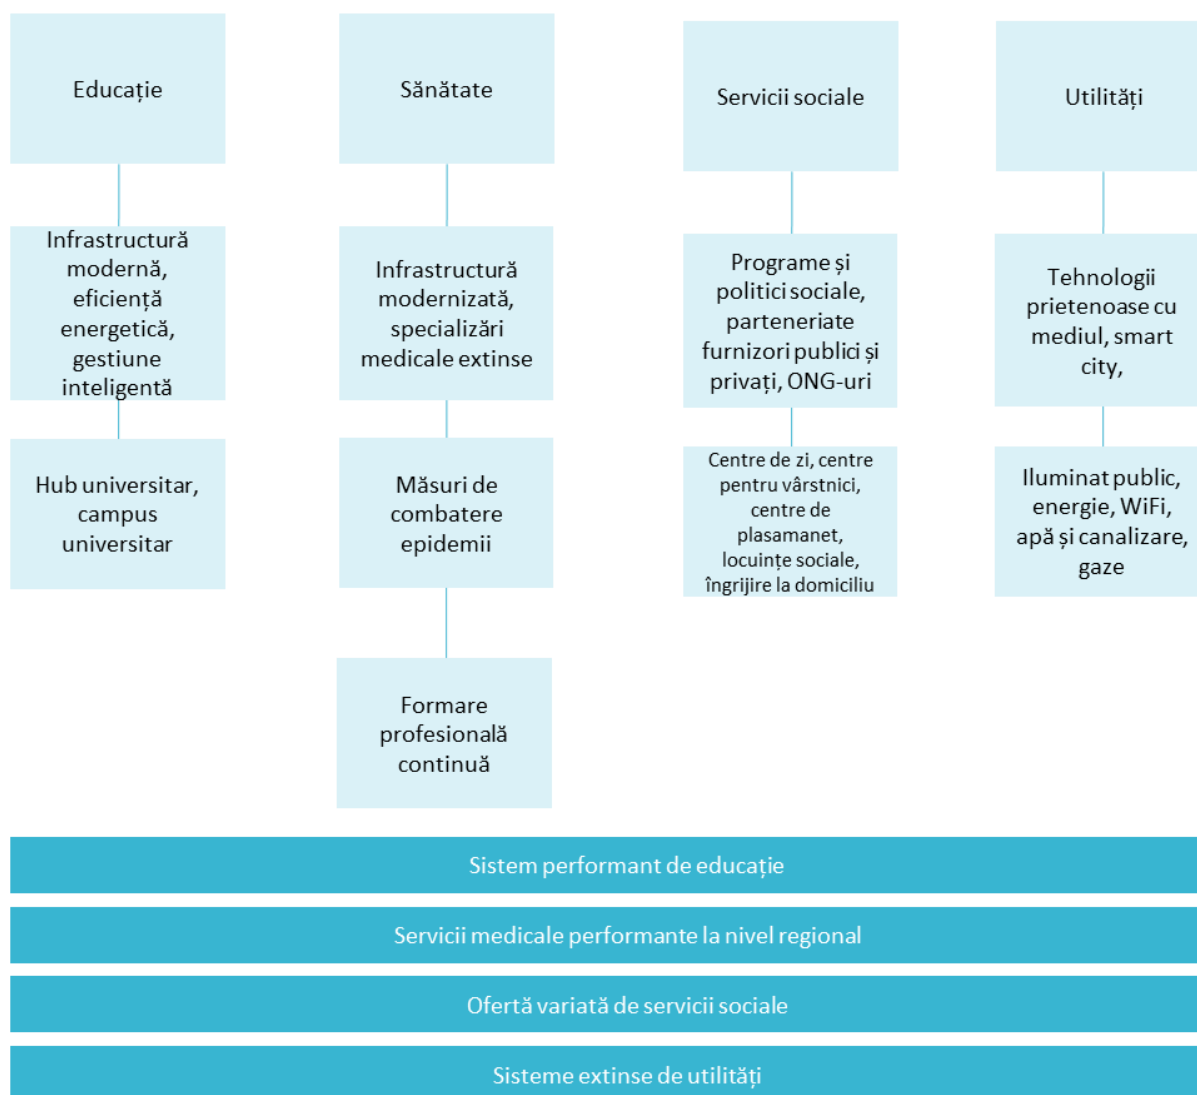 Educație
Infrastructură
modernă,
eficiență
energetică,
gestiune
inteligentă
Hub universitar,
campus
universitar
Sănătate
Infrastructură
modernizată,
specializări
medicale extinse
Măsuri de
combatere
epidemii
Formare
profesională
continuă
Servicii sociale
Programe și
politici sociale,
parteneriate
furnizori publici și
privați, ONG-uri
Centre de zi, centre
pentru vârstnici,
centre de
plasamanet,
locuințe sociale,
îngrijire la domiciliu
Utilități
Tehnologii
prietenoase cu
mediul, smart
city,
Iluminat public,
energie, WiFi,
apă și canalizare,
gaze
Sistem performant de educație
Servicii medicale performante la nivel regional
Ofertă variată de servicii sociale
Sisteme extinse de utilități